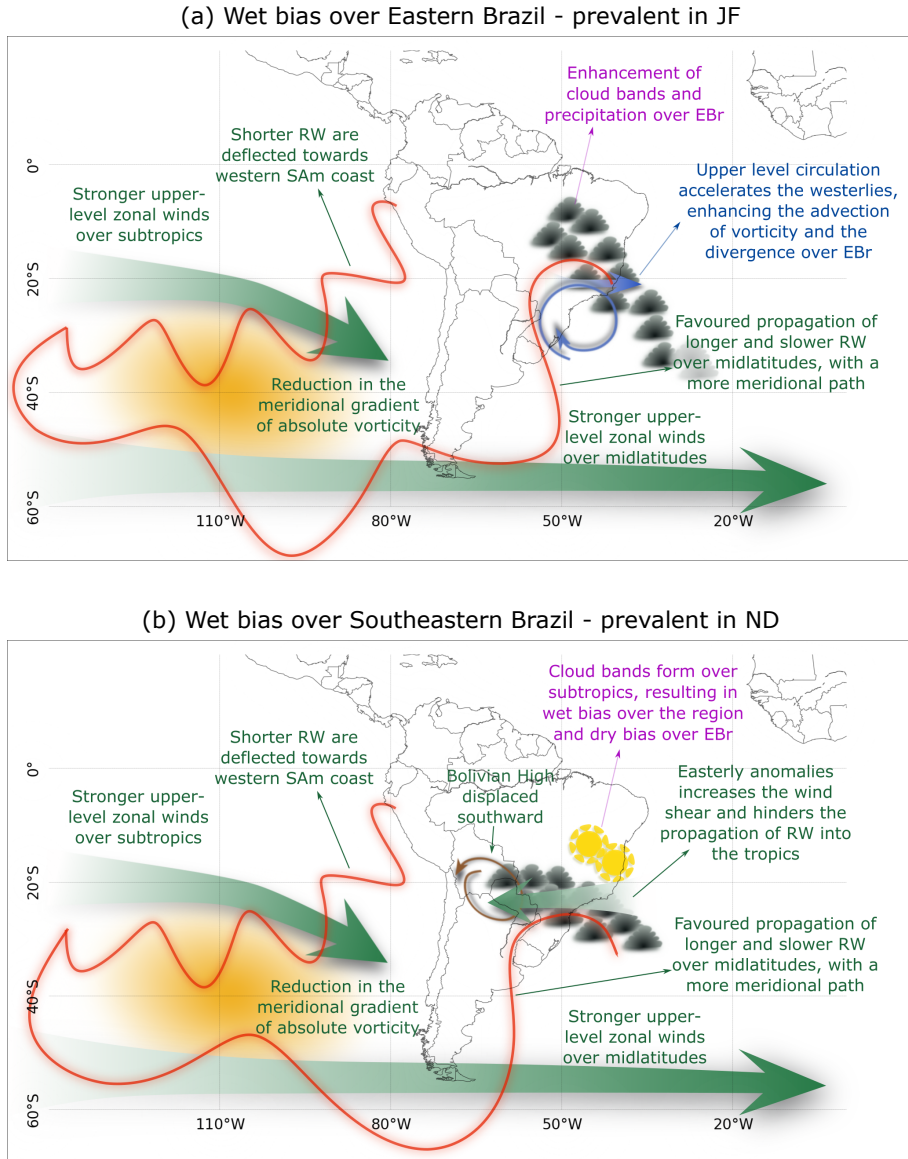 (a) Wet bias over Eastern Brazil - prevalent in JF
Enhancement of
cloud bands and
precipitation over EBr
Shorter RW are
deflected towards
western SAm coast
Stronger upper-
level zonal winds
over subtropics
Upper level circulation
accelerates the westerlies,
enhancing the advection
of vorticity and the
divergence over EBr
Favoured propagation of
longer and slower RW
over midlatitudes, with a
more meridional path
Reduction in the
meridional gradient
of absolute vorticity
Stronger upper-
level zonal winds
over midlatitudes
0°
20°S
40°S
60°S
110°W
80°W
50°W
20°W
(b) Wet bias over Southeastern Brazil - prevalent in ND
Cloud bands form over
subtropics, resulting in
wet bias over the region
and dry bias over EBr
Shorter RW are
deflected towards
western SAm coast
Stronger upper-
level zonal winds
over subtropics
Bolivian High
displaced
southward
Easterly anomalies
increases the wind
shear and hinders the
propagation of RW into
the tropics
Favoured propagation of
longer and slower RW
over midlatitudes, with a
more meridional path
Reduction in the
meridional gradient
of absolute vorticity
Stronger upper-
level zonal winds
over midlatitudes
0°
20°S
40°S
60°S
110°W
80°W
50°W
20°W